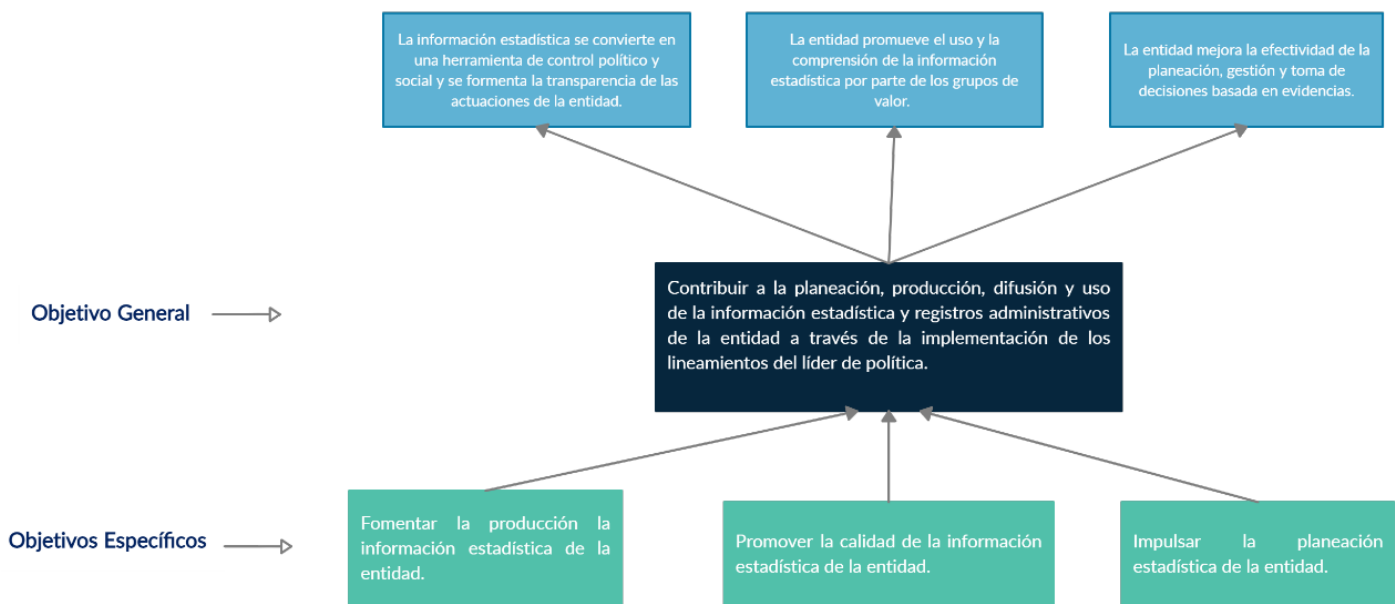 La información estadística se convierte en
una herramienta de control político y
social y se formenta la transparencia de las
actuaciones de la entidad.
La entidad promueve el uso y la
comprensión de la información
estadística por parte de los grupos de
valor.
La entidad mejora la efectividad de la
planeación, gestión y toma de
decisiones basada en evidencias.
Objetivo General
Contribuir a la planeación, producción, difusión y uso
de la información estadística y registros administrativos
de la entidad a través de la implementación de los
lineamientos del líder de política.
Objetivos Específicos
Fomentar la producción la
información estadística de la
entidad.
Promover la calidad de la información
estadística de la entidad.
Impulsar la planeación
estadística de la entidad.